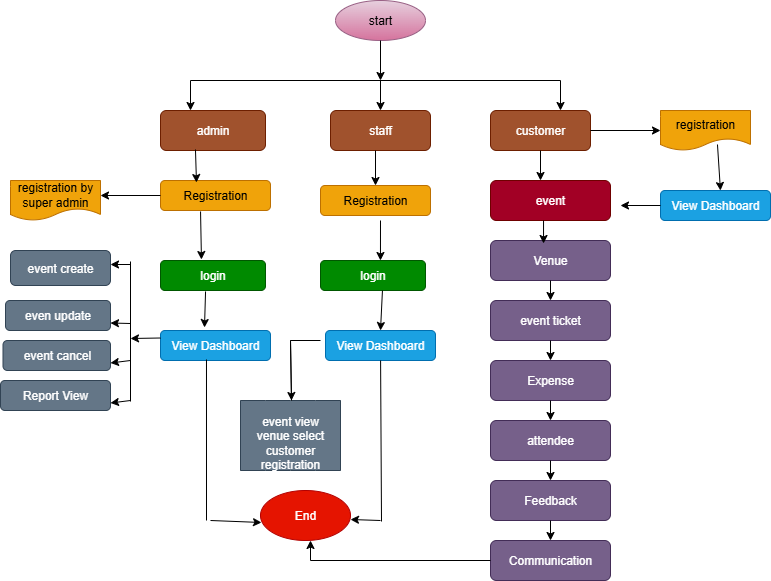 start
admin
staff
customer
registration
registration by
super admin
Registration
Registration
event
View Dashboard
event create
login
login
Venue
even update
event ticket
event cancel
View Dashboard
View Dashboard
Report View
Expense
event view
venue select
customer
registration
attendee
Feedback
End
Communication